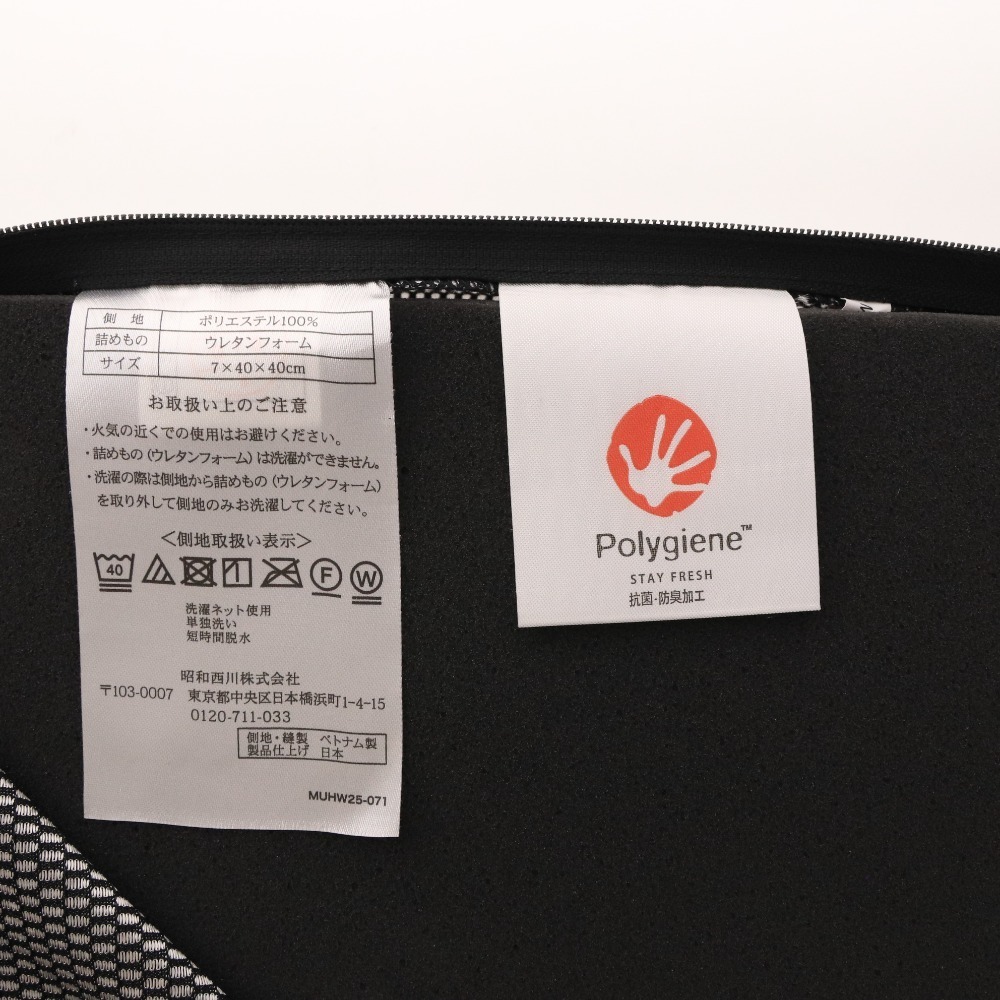 側 地 ポリエステル100%
詰めもの ウレタンフォーム
サイズ 7×40×40cm
お取扱い上のご注意
・火気の近くでの使用はお避けください。
・詰めもの(ウレタンフォーム)は洗濯ができません。
・洗濯の際は側地から詰めもの(ウレタンフォーム)
を取り外して側地のみお洗濯してください。
<側地取扱い表示>
40 F W
洗濯ネット使用
単独洗い
短時間脱水
昭和西川株式会社
〒103-0007 東京都中央区日本橋浜町1-4-15
0120-711-033
側地・縫製 ベトナム製
製品仕上げ 日本
MUHW25-071
Polygiene™
STAY FRESH
抗菌・防臭加工